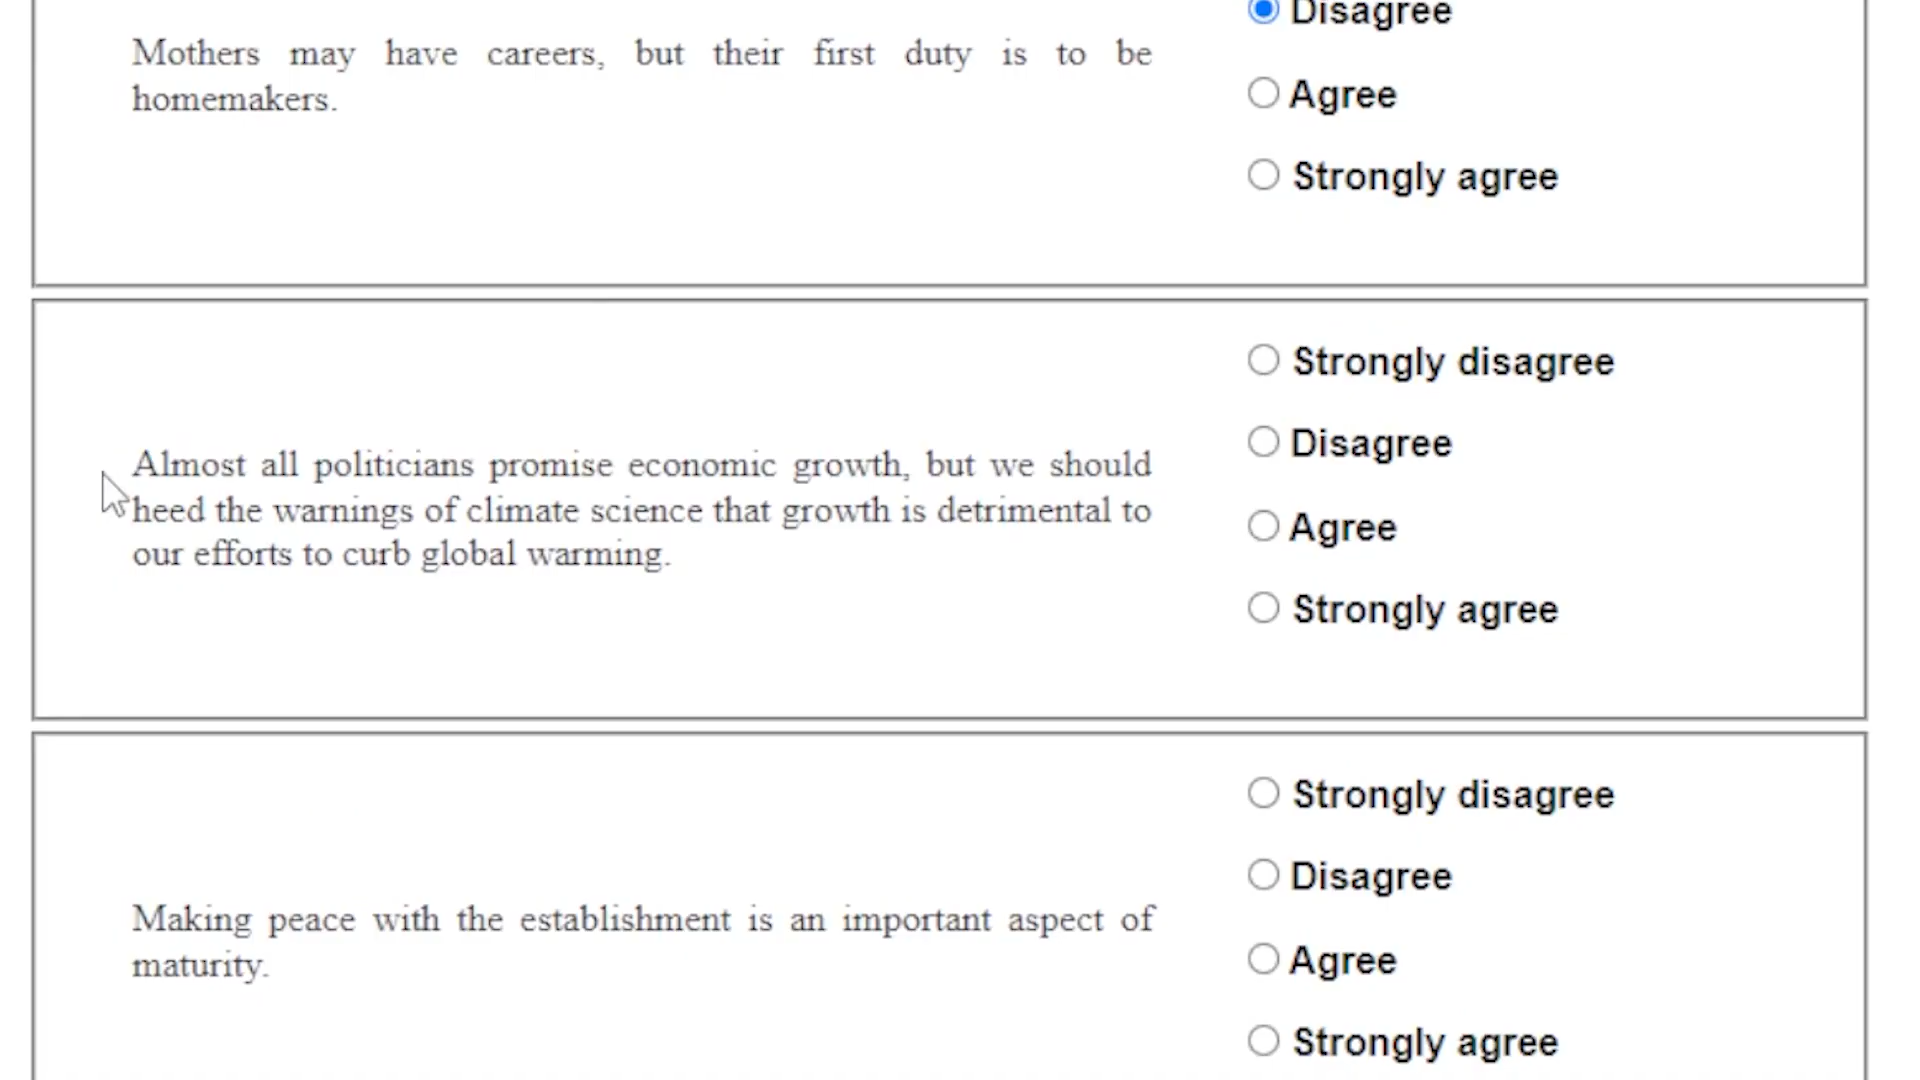 Disagree
Mothers may have careers, but their first duty is to be
homemakers.
Agree
Strongly agree
Strongly disagree
Disagree
Almost all politicians promise economic growth, but we should
heed the warnings of climate science that growth is detrimental to
our efforts to curb global warming.
Agree
Strongly agree
Strongly disagree
Disagree
Making peace with the establishment is an important aspect of
maturity.
Agree
Strongly agree